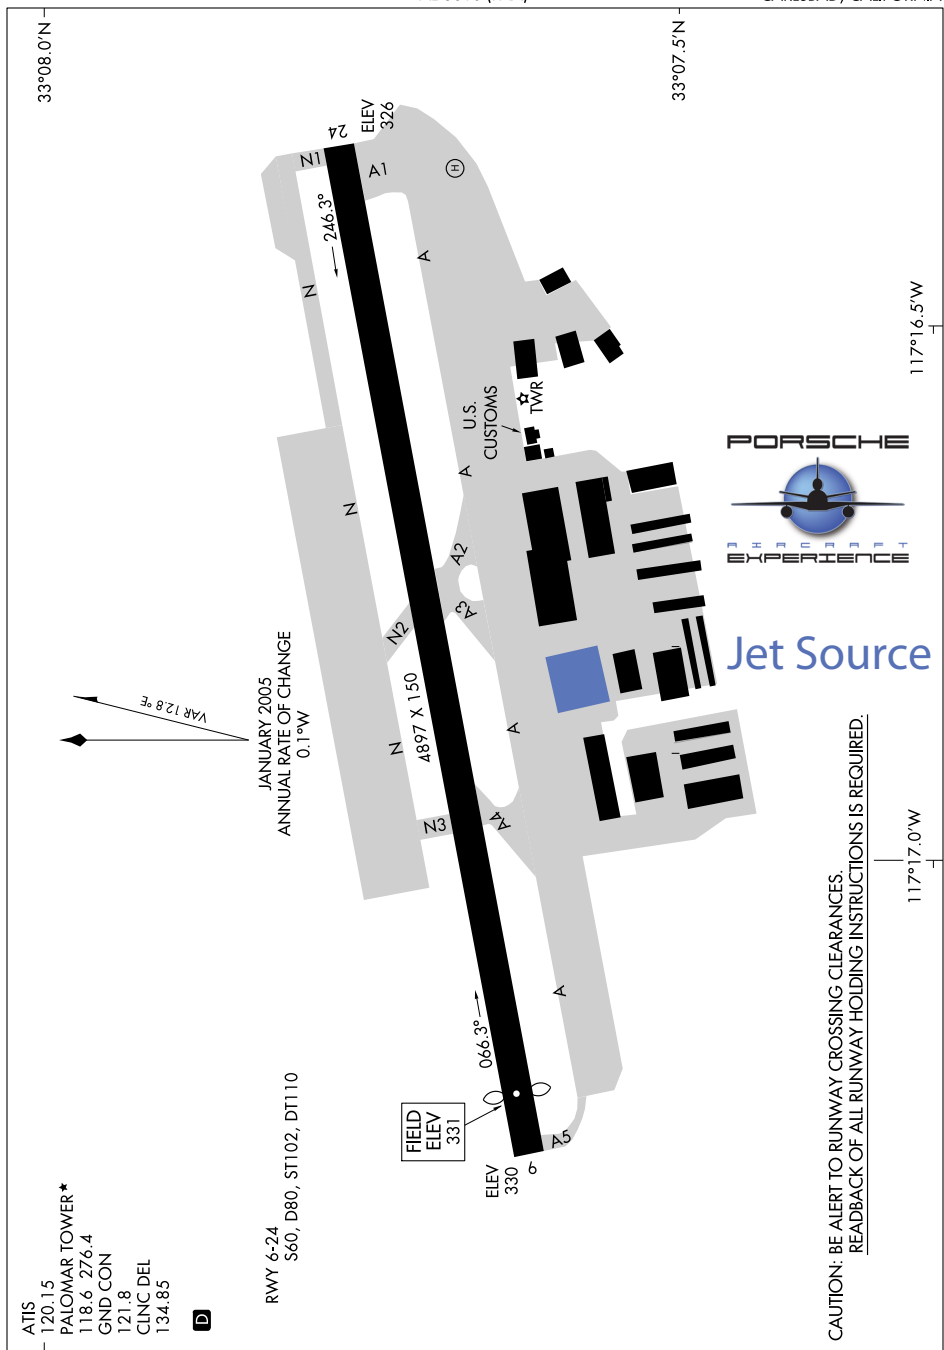 ATIS
120.15
PALOMAR TOWER★
118.6 276.4
GND CON
121.8
CLNC DEL
134.85
D
RWY 6-24
S60, D80, ST102, DT110
33°08.0'N
33°07.5'N
VAR 12.8°E
JANUARY 2005
ANNUAL RATE OF CHANGE
0.1°W
FIELD
ELEV
331
ELEV
330
6
A5
066.3°
A
N3
A4
N
4897 X 150
A
N2
A3
A2
N
A
U.S.
CUSTOMS
TWR
N
246.3°
A
N1
A1
24
ELEV
326
H
117°16.5'W
117°17.0'W
PORSCHE
AIRCRAFT
EXPERIENCE
Jet Source
CAUTION: BE ALERT TO RUNWAY CROSSING CLEARANCES.
READBACK OF ALL RUNWAY HOLDING INSTRUCTIONS IS REQUIRED.